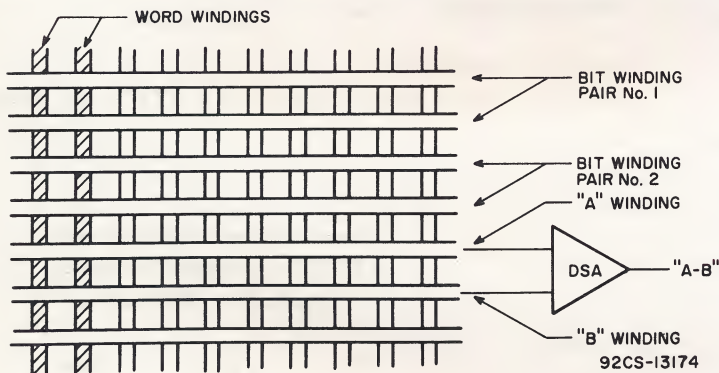 WORD WINDINGS
BIT WINDING
PAIR No. 1
BIT WINDING
PAIR No. 2
"A" WINDING
DSA
"A-B"
"B" WINDING
92CS-13174